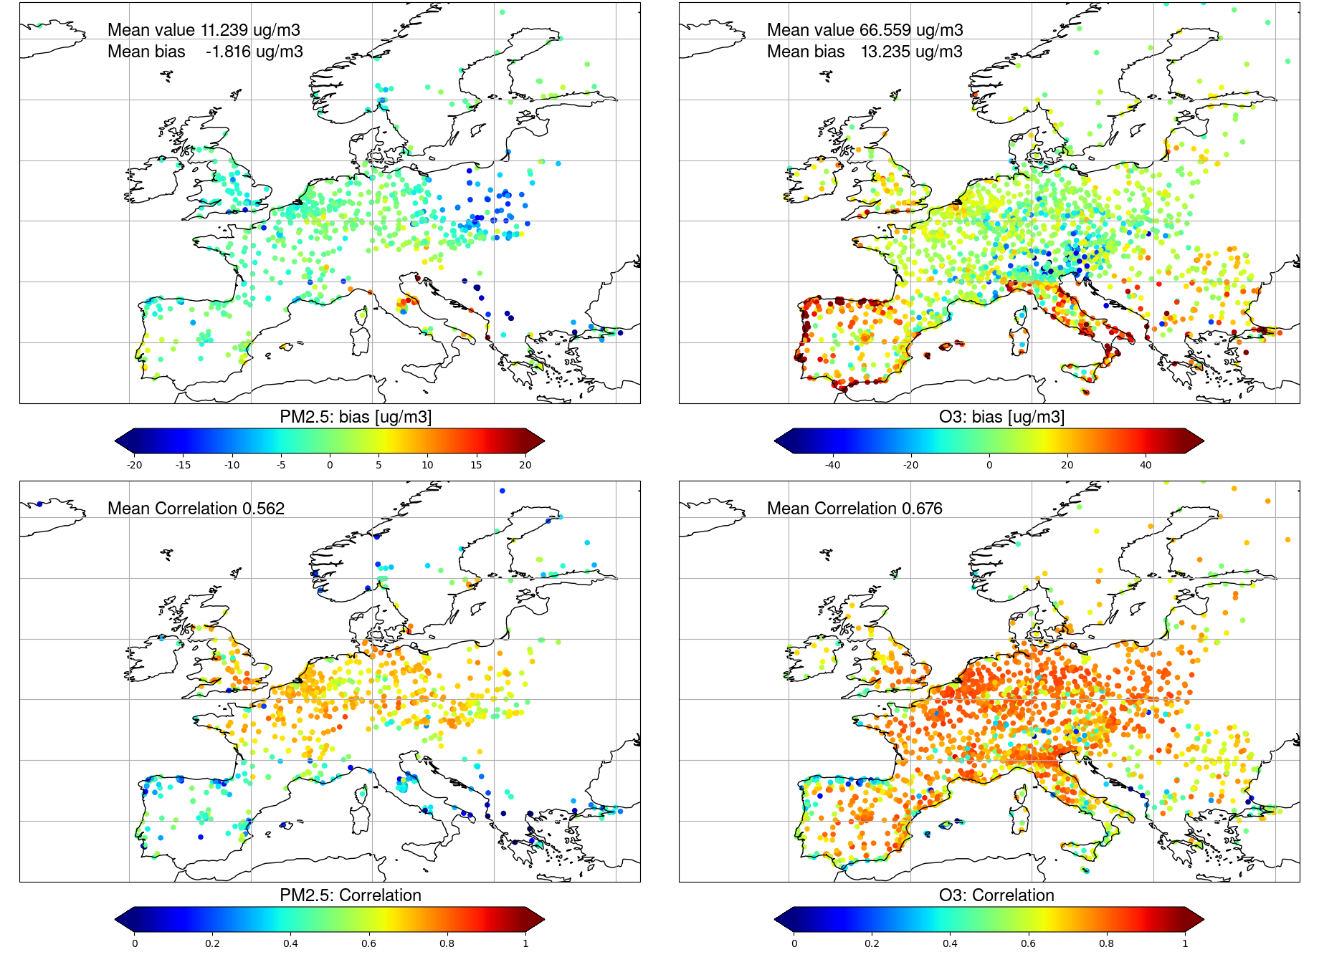 Mean value 11.239 ug/m3
Mean bias -1.816 ug/m3
Mean value 66.559 ug/m3
Mean bias 13.235 ug/m3
PM2.5: bias [ug/m3]
-20 -15 -10 -5 0 5 10 15 20
O3: bias [ug/m3]
-40 -20 0 20 40
Mean Correlation 0.562
Mean Correlation 0.676
PM2.5: Correlation
0 0.2 0.4 0.6 0.8 1
O3: Correlation
0 0.2 0.4 0.6 0.8 1